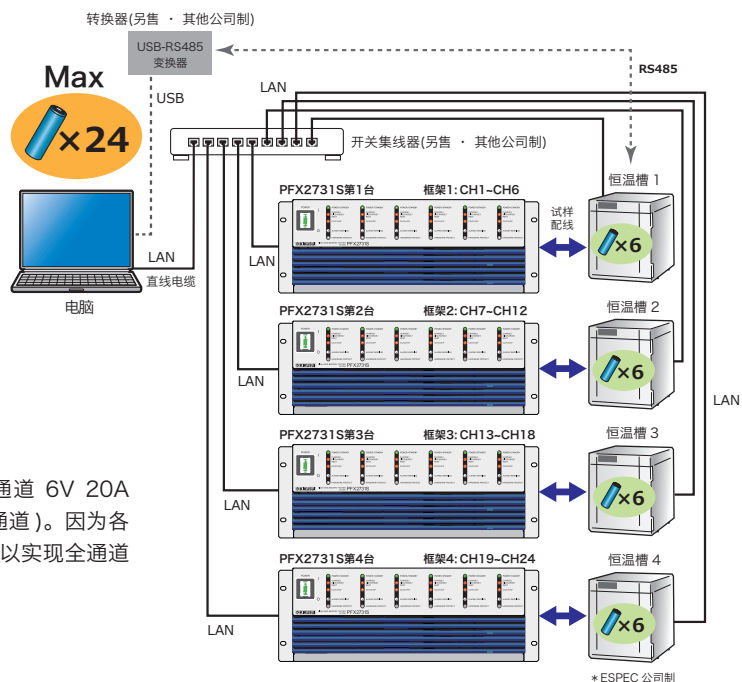 转换器(另售 · 其他公司制)
USB-RS485
变换器
RS485
Max
×24
USB
LAN
开关集线器(另售 · 其他公司制)
LAN
直线电缆
电脑
PFX2731S第1台 框架1:CH1~CH6
试样
配线
恒温槽 1
×6
LAN
PFX2731S第2台 框架2:CH7~CH12
恒温槽 2
×6
LAN
LAN
PFX2731S第3台 框架3:CH13~CH18
恒温槽 3
×6
LAN
通道 6V 20A
通道)。因为各
以实现全通道
PFX2731S第4台 框架4:CH19~CH24
恒温槽 4
×6
LAN
*ESPEC 公司制